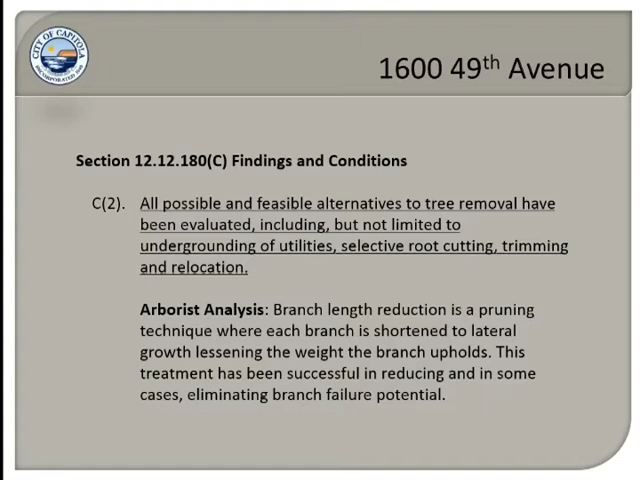 CITY OF CAPITOLA
1600 49th Avenue
Section 12.12.180(C) Findings and Conditions
C(2). All possible and feasible alternatives to tree removal have
been evaluated, including, but not limited to
undergrounding of utilities, selective root cutting, trimming
and relocation.
Arborist Analysis: Branch length reduction is a pruning
technique where each branch is shortened to lateral
growth lessening the weight the branch upholds. This
treatment has been successful in reducing and in some
cases, eliminating branch failure potential.